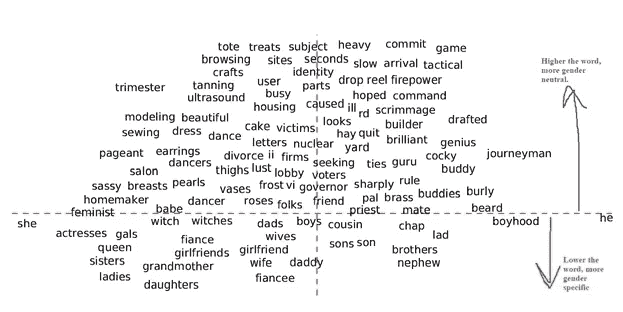 tote treats subject heavy commit game
browsing sites seconds slow arrival tactical
crafts identity
trimester tanning user parts drop reel firepower
ultrasound busy hoped command
housing caused ill rd scrimmage
modeling beautiful looks builder drafted
sewing dress dance cake victims hay quit brilliant genius
letters nuclear yard
pageant earrings divorce ii firms seeking ties guru cocky journeyman
dancers thighs lust lobby voters buddy
salon
sassy breasts pearls vases frost vi governor sharply rule buddies burly
homemaker dancer roses folks friend pal brass
feminist babe priest mate beard
she witch witches dads boys cousin chap boyhood he
actresses gals fiance wives sons son lad
queen girlfriends girlfriend brothers
sisters grandmother wife daddy nephew
ladies daughters fiancee
Higher the word,
more gender
neutral.
Lower the
word, more
gender
specific